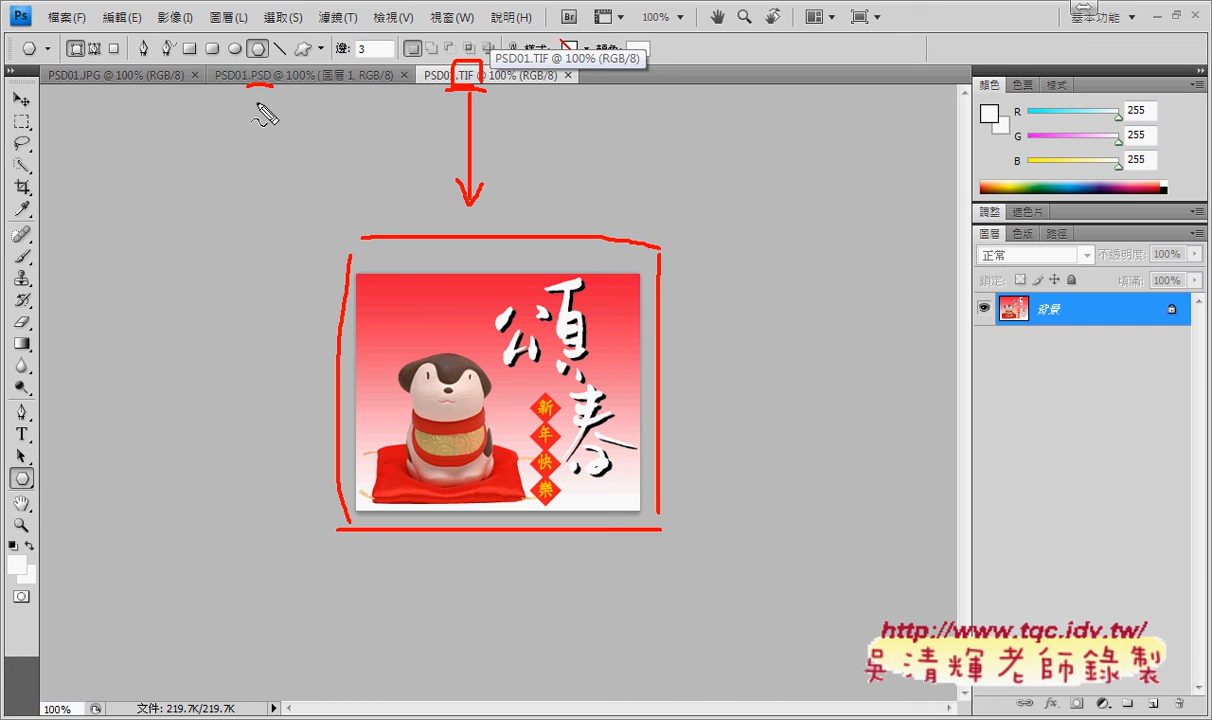 Ps 檔案(F) 編輯(E) 影像(I) 圖層(L) 選取(S) 濾鏡(T) 檢視(V) 視窗(W) 說明(H) Br 100% 基本功能
邊: 3
PSD01.TIF @ 100% (RGB/8)
PSD01.JPG @ 100% (RGB/8) × PSD01.PSD @ 100% (圖層 1, RGB/8) × PSD01.TIF @ 100% (RGB/8) ×
顏色 色票 樣式
R 255
G 255
B 255
調整 遮色片
圖層 色版 路徑
正常 不透明度: 100%
鎖定: 填滿: 100%
背景
頌春
新年快樂
T
http://www.tqc.idv.tw/
吳清輝老師錄製
100% 文件: 219.7K/219.7K
fx